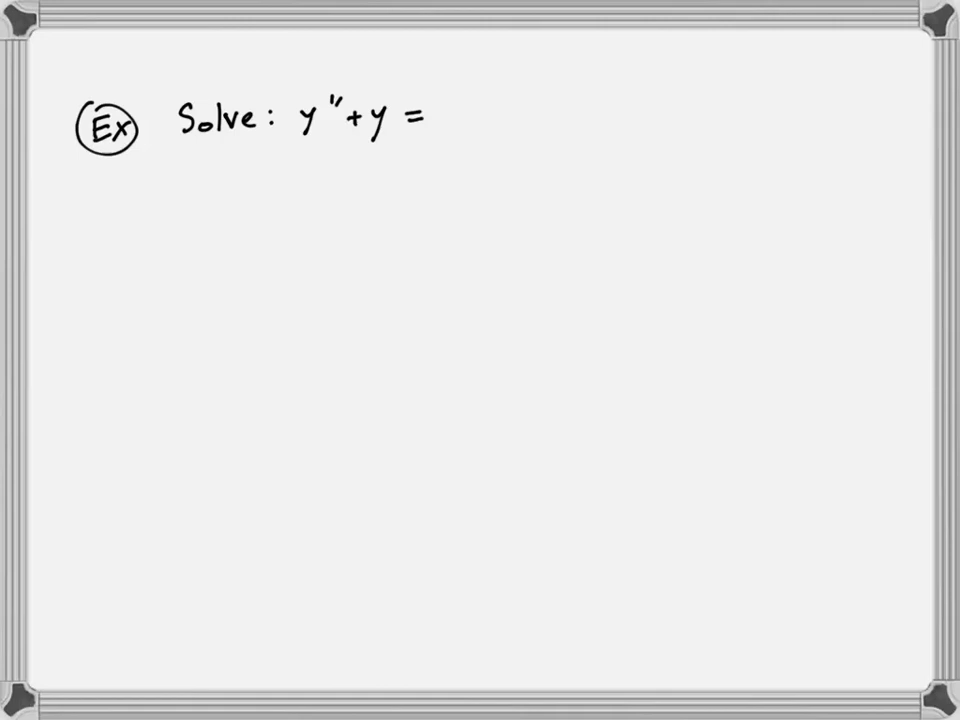 Ex Solve: y" + y =